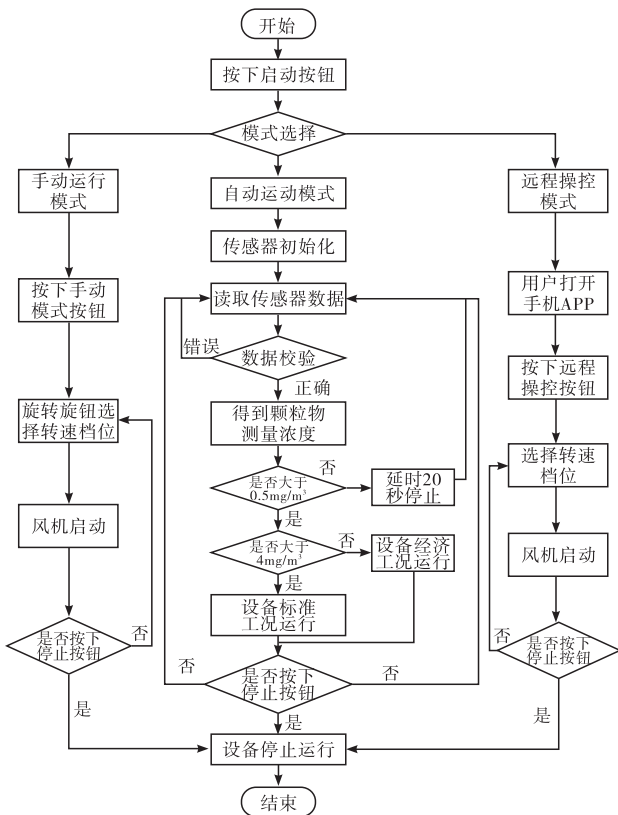 开始
按下启动按钮
模式选择
手动运行
模式
自动运动模式
远程操控
模式
传感器初始化
按下手动
模式按钮
读取传感器数据
用户打开
手机APP
错误
数据校验
正确
按下远程
操控按钮
旋转旋钮选
择转速档位
得到颗粒物
测量浓度
选择转速
档位
是否大于
0.5mg/m³
否
延时20
秒停止
是
风机启动
是否大于
4mg/m³
否
设备经济
工况运行
风机启动
是
设备标准
工况运行
是否按下
停止按钮
否
否
是否按下
停止按钮
否
否
是否按下
停止按钮
是
是
是
设备停止运行
结束